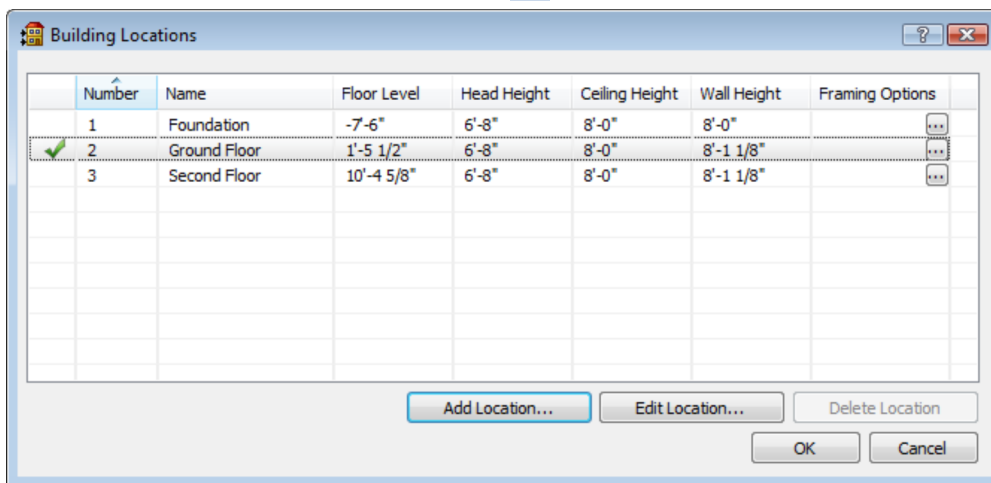 Building Locations
Number Name Floor Level Head Height Ceiling Height Wall Height Framing Options
1 Foundation -7'-6" 6'-8" 8'-0" 8'-0" ...
2 Ground Floor 1'-5 1/2" 6'-8" 8'-0" 8'-1 1/8" ...
3 Second Floor 10'-4 5/8" 6'-8" 8'-0" 8'-1 1/8" ...
Add Location... Edit Location... Delete Location
OK Cancel